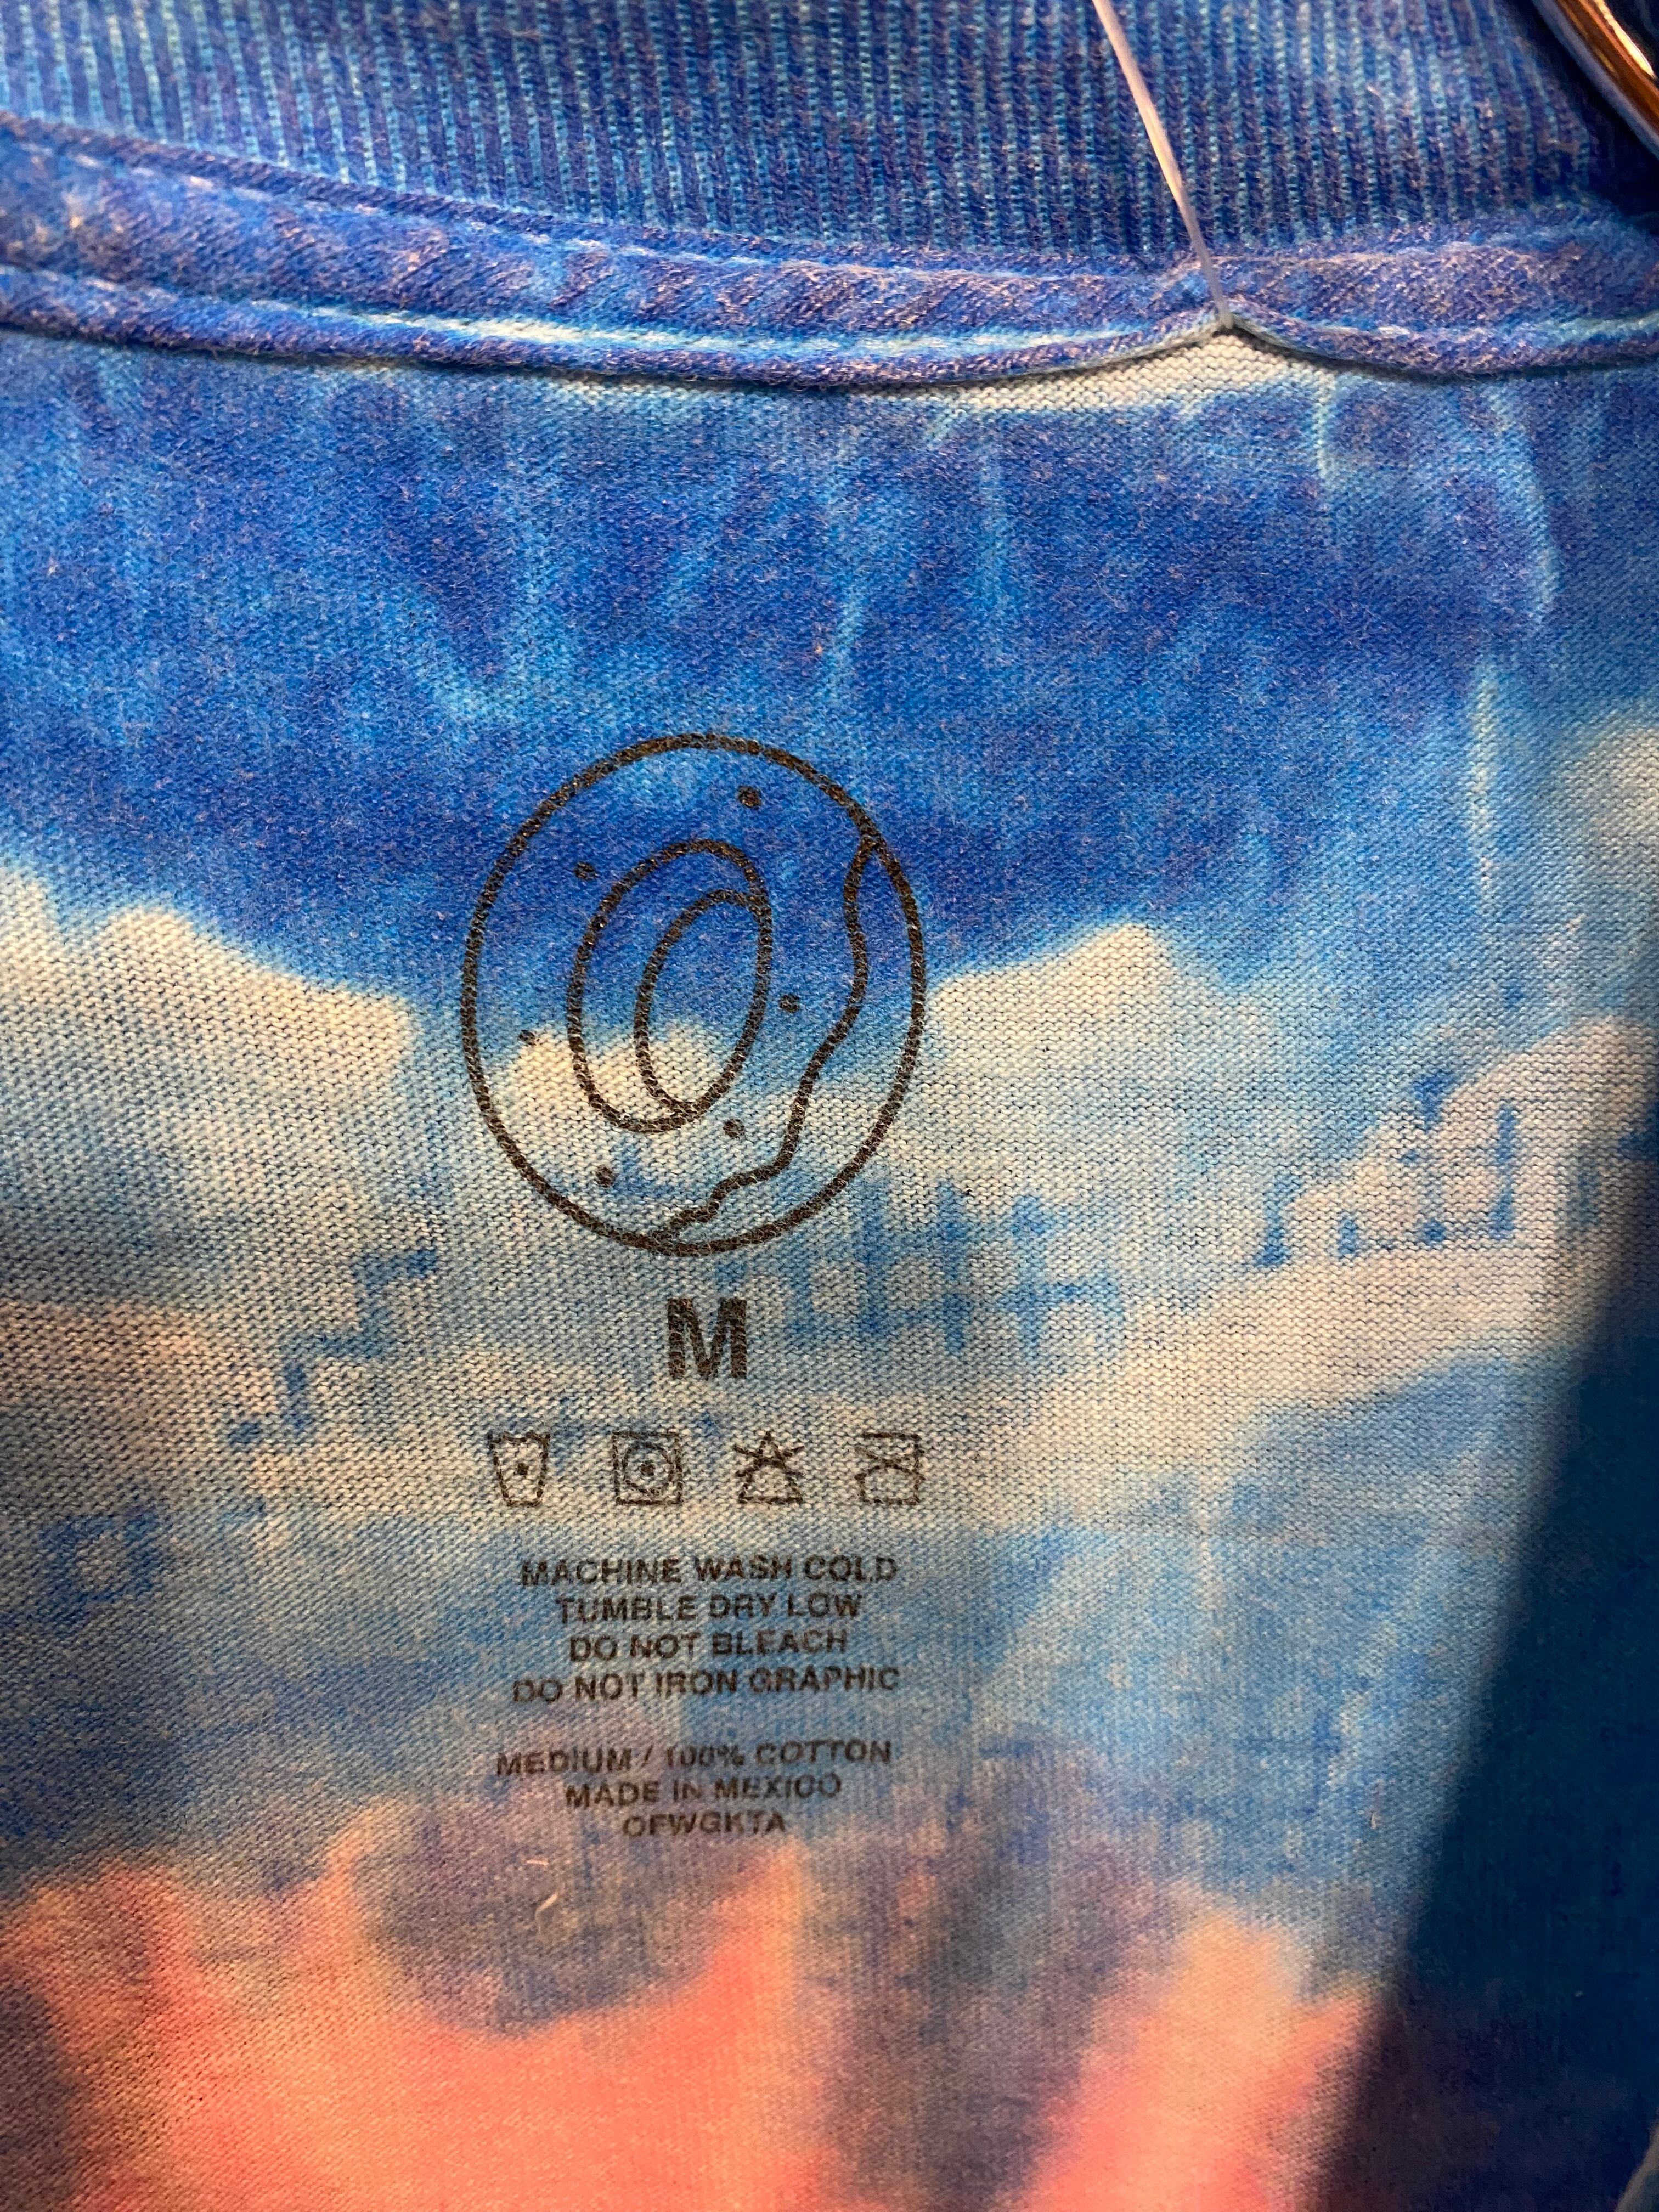 M
MACHINE WASH COLD
TUMBLE DRY LOW
DO NOT BLEACH
DO NOT IRON GRAPHIC
MEDIUM / 100% COTTON
MADE IN MEXICO
OFWGKTA